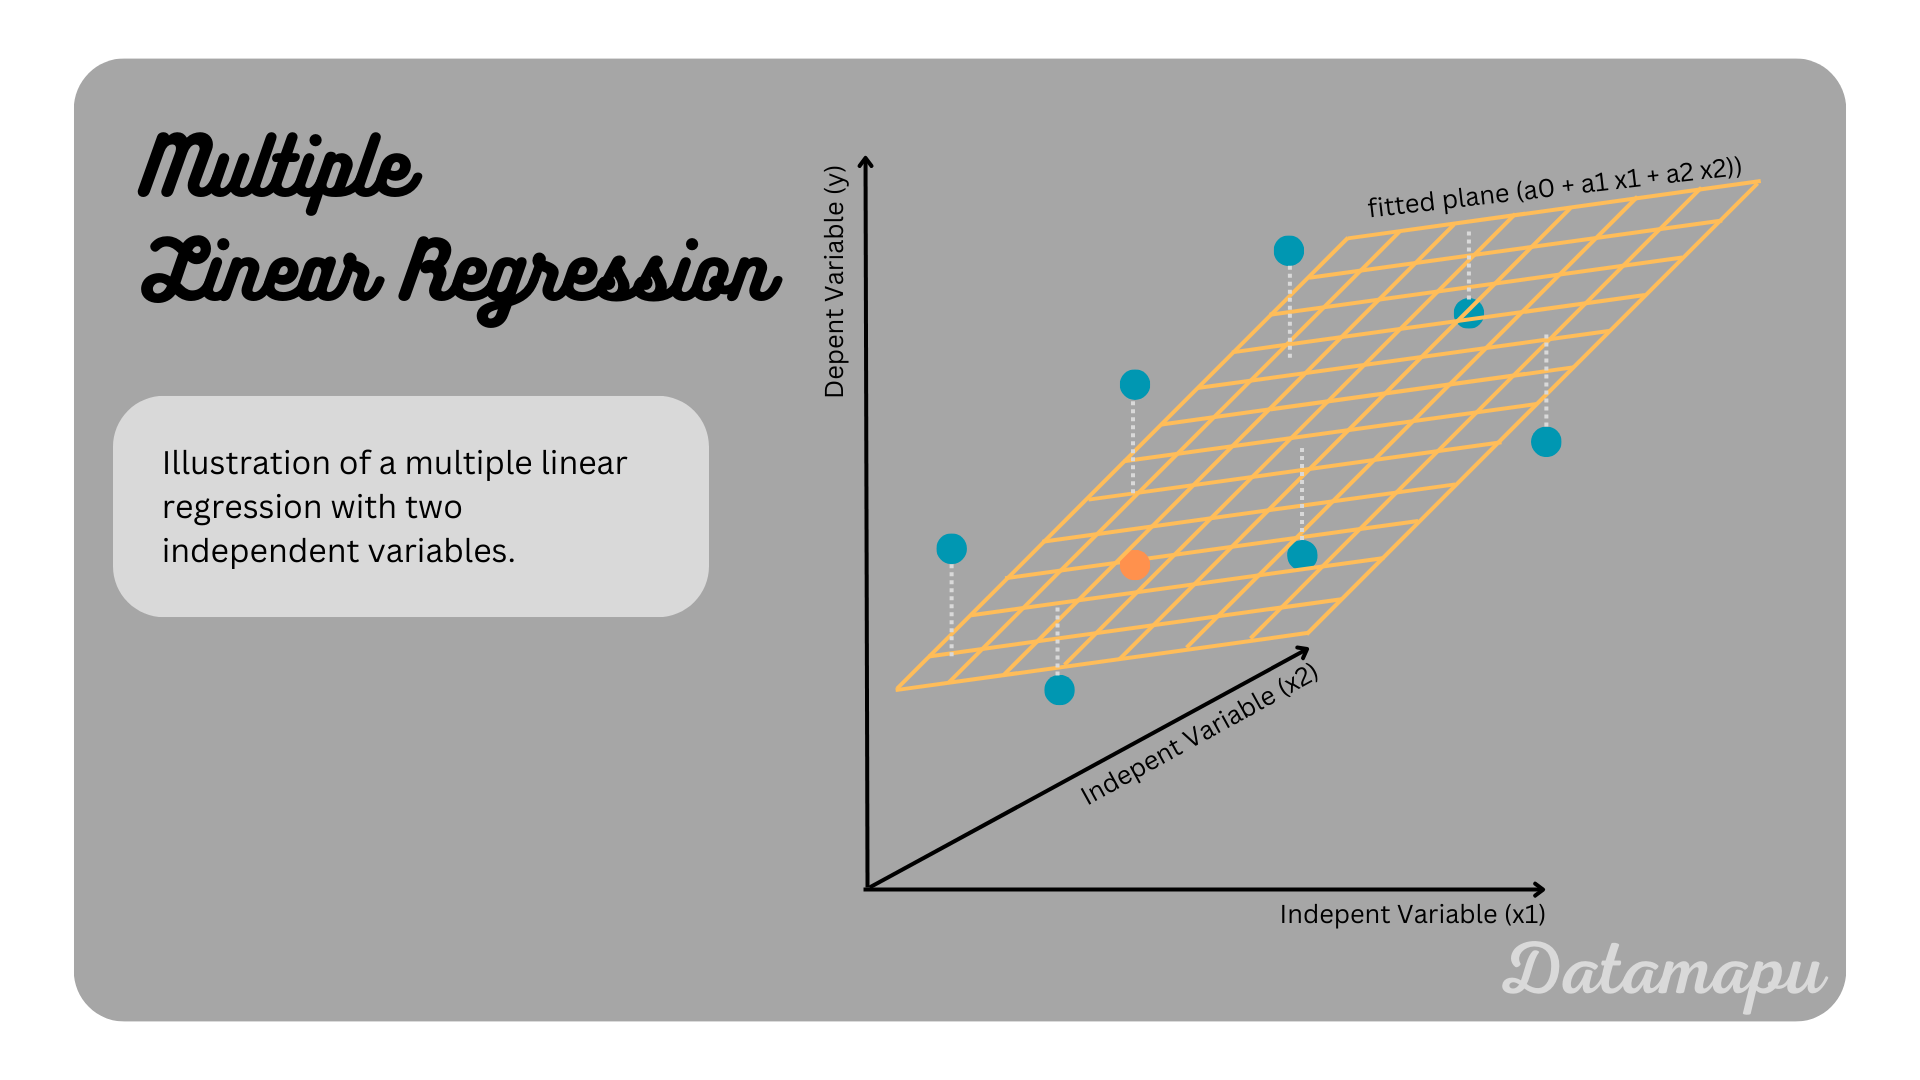 Multiple
Linear Regression
Illustration of a multiple linear
regression with two
independent variables.
Depent Variable (y)
fitted plane (a0 + a1 x1 + a2 x2))
Indepent Variable (x2)
Indepent Variable (x1)
Datamapu